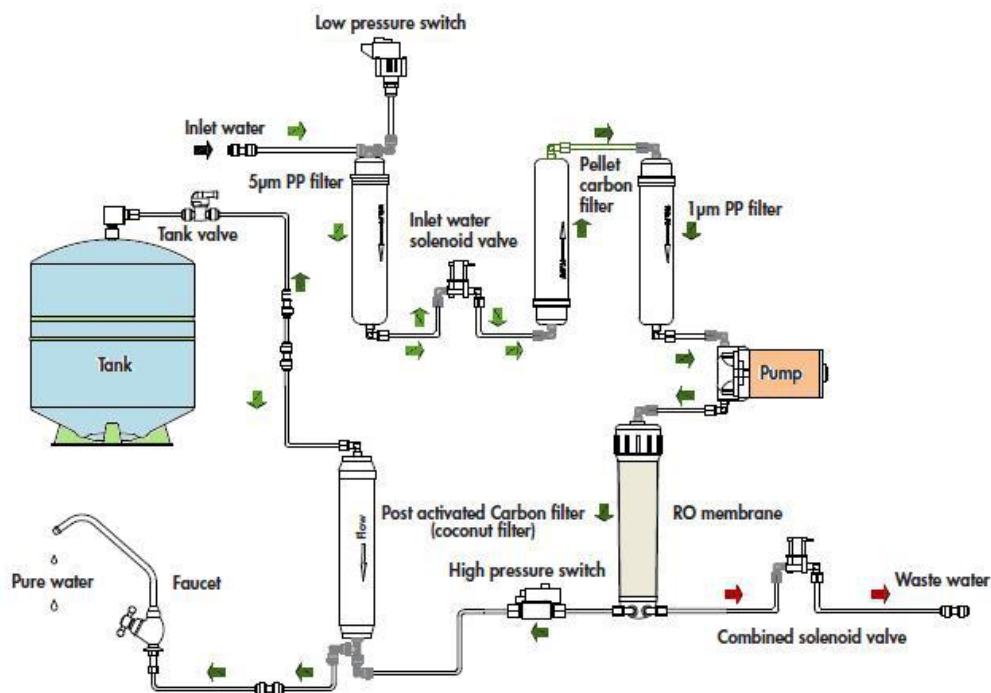 Low pressure switch
Inlet water
5µm PP filter
Pellet
carbon
filter
1µm PP filter
Tank valve
Inlet water
solenoid valve
Tank
Pump
Post activated Carbon filter
(coconut filter)
RO membrane
Flow
High pressure switch
Pure water
Faucet
Waste water
Combined solenoid valve